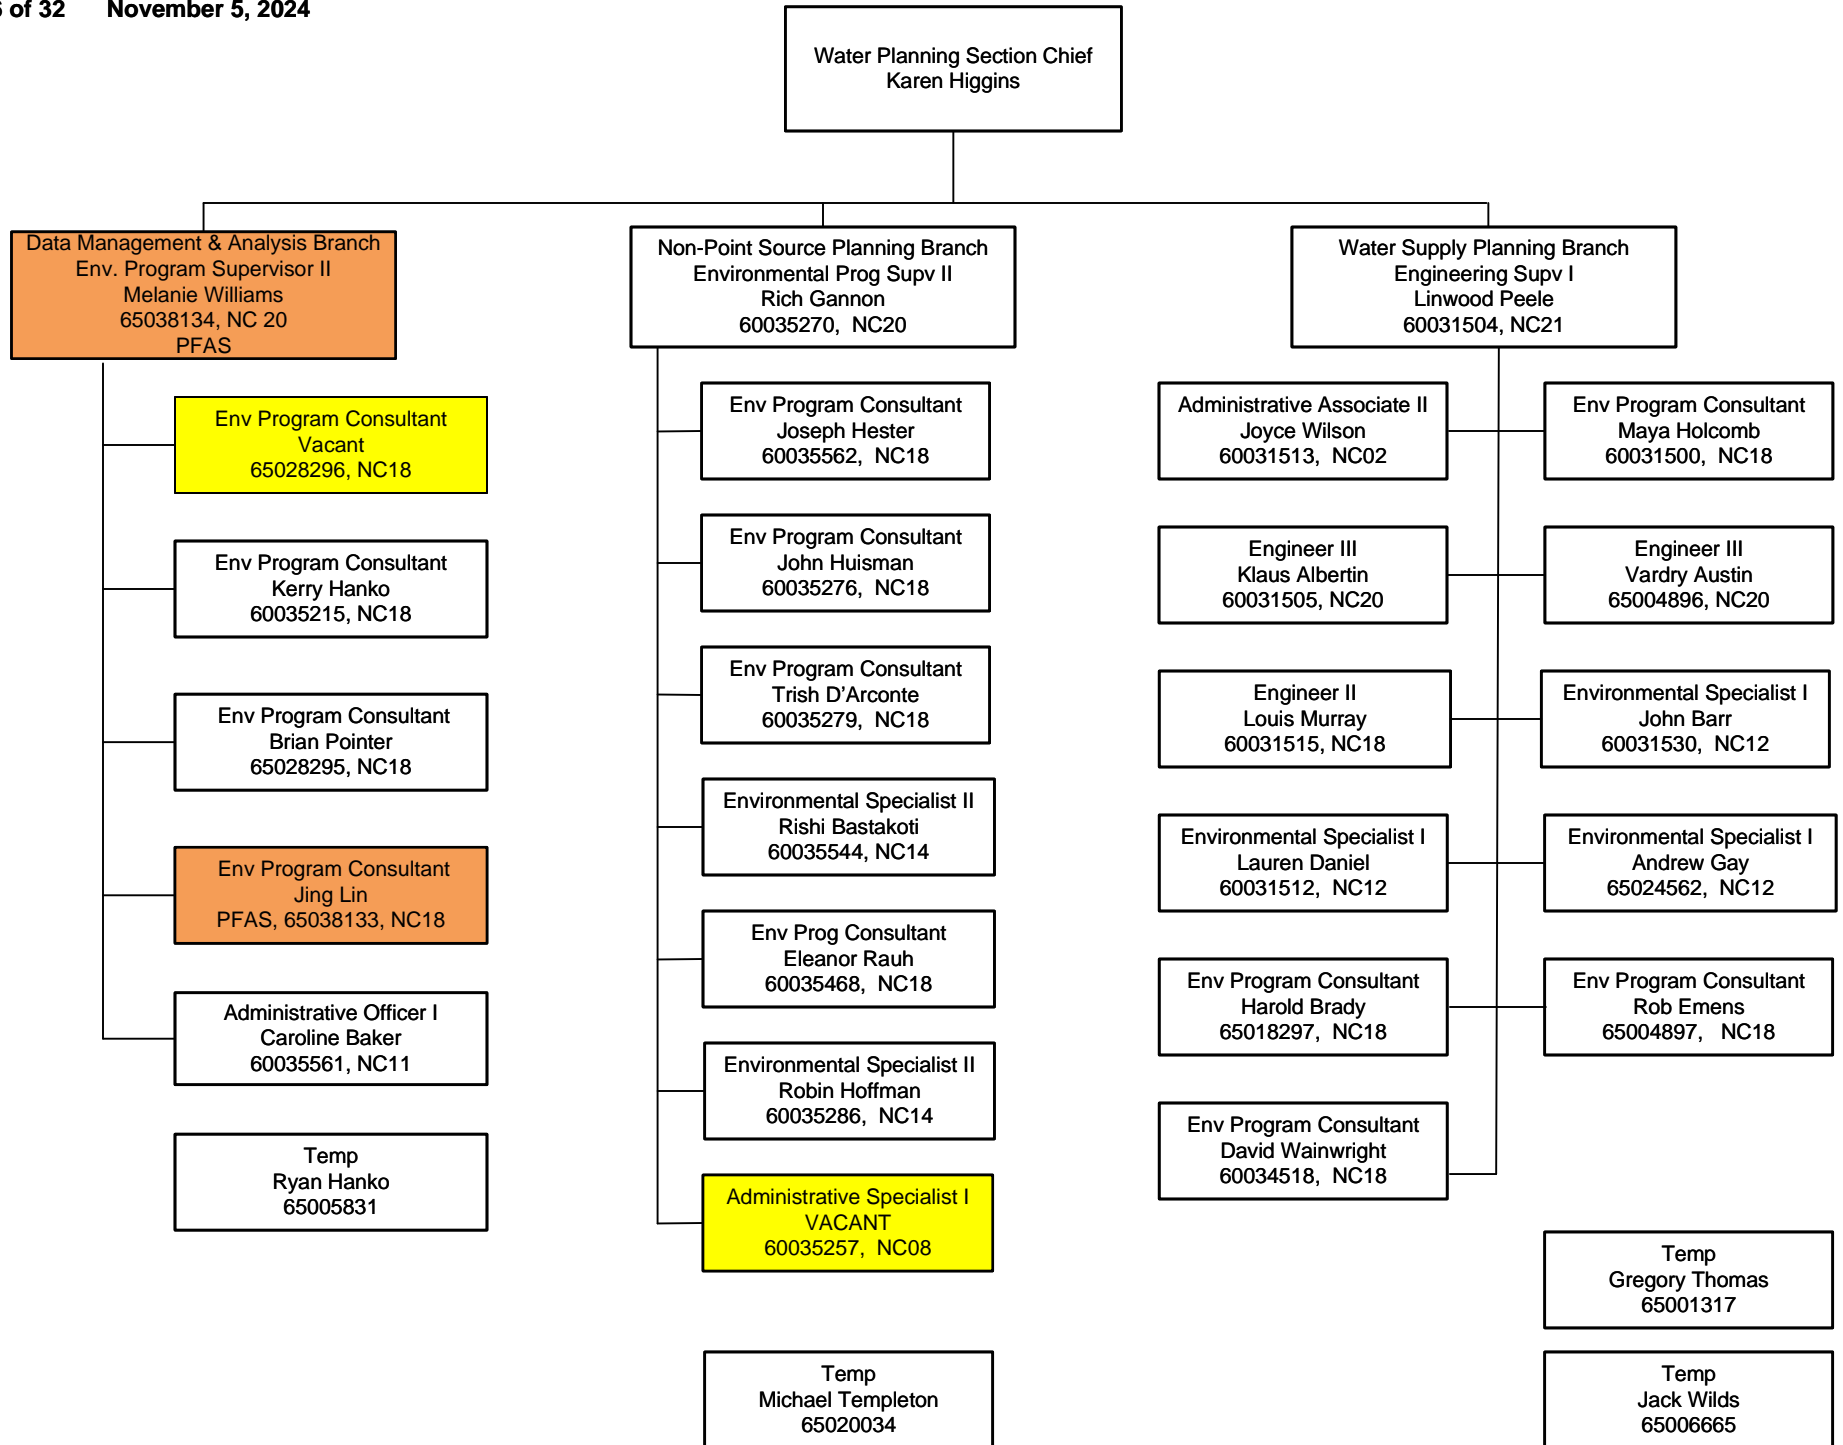 of 32 November 5, 2024
Water Planning Section Chief
Karen Higgins
Data Management & Analysis Branch
Env. Program Supervisor II
Melanie Williams
65038134, NC 20
PFAS
Env Program Consultant
Vacant
65028296, NC18
Env Program Consultant
Kerry Hanko
60035215, NC18
Env Program Consultant
Brian Pointer
65028295, NC18
Env Program Consultant
Jing Lin
PFAS, 65038133, NC18
Administrative Officer I
Caroline Baker
60035561, NC11
Temp
Ryan Hanko
65005831
Non-Point Source Planning Branch
Environmental Prog Supv II
Rich Gannon
60035270, NC20
Env Program Consultant
Joseph Hester
60035562, NC18
Env Program Consultant
John Huisman
60035276, NC18
Env Program Consultant
Trish D’Arconte
60035279, NC18
Environmental Specialist II
Rishi Bastakoti
60035544, NC14
Env Prog Consultant
Eleanor Rauh
60035468, NC18
Environmental Specialist II
Robin Hoffman
60035286, NC14
Administrative Specialist I
VACANT
60035257, NC08
Temp
Michael Templeton
65020034
Water Supply Planning Branch
Engineering Supv I
Linwood Peele
60031504, NC21
Administrative Associate II
Joyce Wilson
60031513, NC02
Env Program Consultant
Maya Holcomb
60031500, NC18
Engineer III
Klaus Albertin
60031505, NC20
Engineer III
Vardry Austin
65004896, NC20
Engineer II
Louis Murray
60031515, NC18
Environmental Specialist I
John Barr
60031530, NC12
Environmental Specialist I
Lauren Daniel
60031512, NC12
Environmental Specialist I
Andrew Gay
65024562, NC12
Env Program Consultant
Harold Brady
65018297, NC18
Env Program Consultant
Rob Emens
65004897, NC18
Env Program Consultant
David Wainwright
60034518, NC18
Temp
Gregory Thomas
65001317
Temp
Jack Wilds
65006665